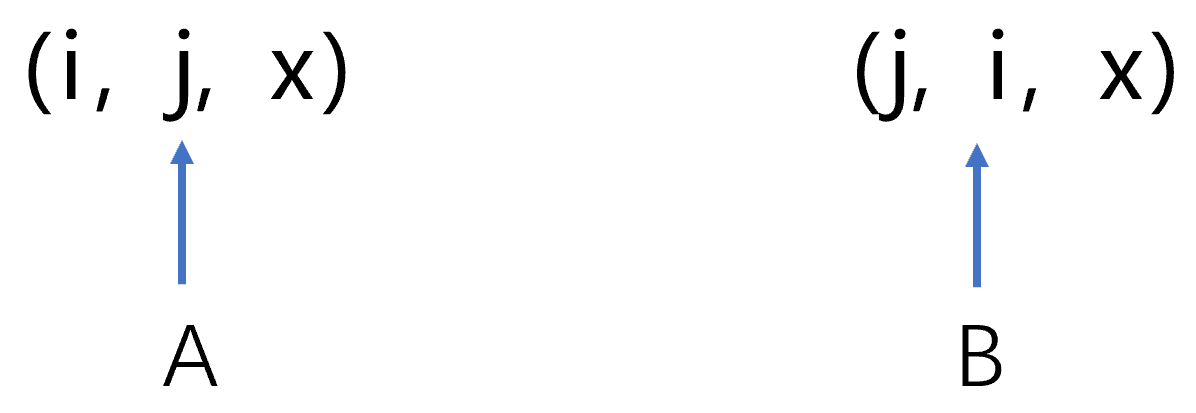 (i, j, x) (j, i, x)
A B